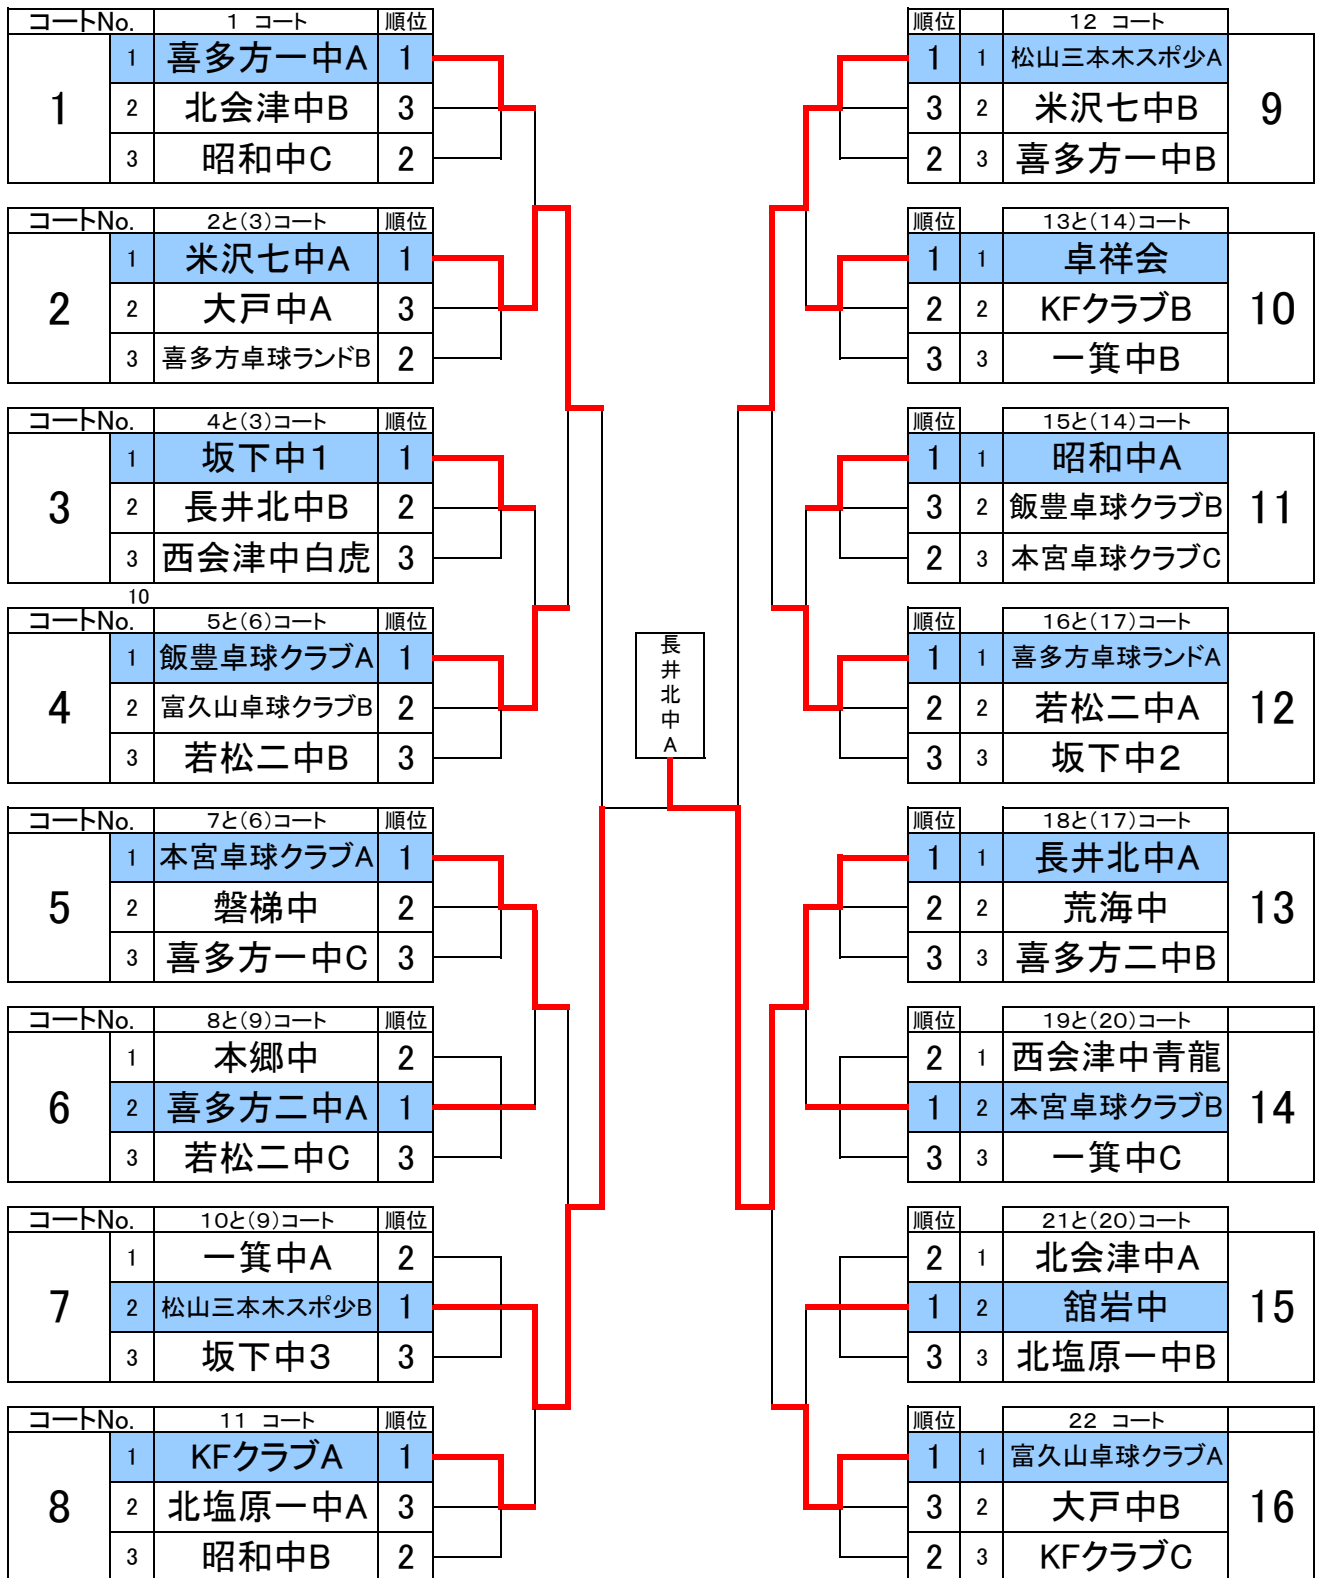 コートNo. 1 コート 順位
1 1 喜多方一中A 1
2 北会津中B 3
3 昭和中C 2
コートNo. 2と(3)コート 順位
2 1 米沢七中A 1
2 大戸中A 3
3 喜多方卓球ランドB 2
コートNo. 4と(3)コート 順位
3 1 坂下中1 1
2 長井北中B 2
3 西会津中白虎 3
10
コートNo. 5と(6)コート 順位
4 1 飯豊卓球クラブA 1
2 富久山卓球クラブB 2
3 若松二中B 3
コートNo. 7と(6)コート 順位
5 1 本宮卓球クラブA 1
2 磐梯中 2
3 喜多方一中C 3
コートNo. 8と(9)コート 順位
6 1 本郷中 2
2 喜多方二中A 1
3 若松二中C 3
コートNo. 10と(9)コート 順位
7 1 一箕中A 2
2 松山三本木スポ少B 1
3 坂下中3 3
コートNo. 11 コート 順位
8 1 KFクラブA 1
2 北塩原一中A 3
3 昭和中B 2
長井北中A
順位 12 コート
1 1 松山三本木スポ少A 9
3 2 米沢七中B
2 3 喜多方一中B
順位 13と(14)コート
1 1 卓祥会 10
2 2 KFクラブB
3 3 一箕中B
順位 15と(14)コート
1 1 昭和中A 11
3 2 飯豊卓球クラブB
2 3 本宮卓球クラブC
順位 16と(17)コート
1 1 喜多方卓球ランドA 12
2 2 若松二中A
3 3 坂下中2
順位 18と(17)コート
1 1 長井北中A 13
2 2 荒海中
3 3 喜多方二中B
順位 19と(20)コート
2 1 西会津中青龍 14
1 2 本宮卓球クラブB
3 3 一箕中C
順位 21と(20)コート
2 1 北会津中A 15
1 2 舘岩中
3 3 北塩原一中B
順位 22 コート
1 1 富久山卓球クラブA 16
3 2 大戸中B
2 3 KFクラブC